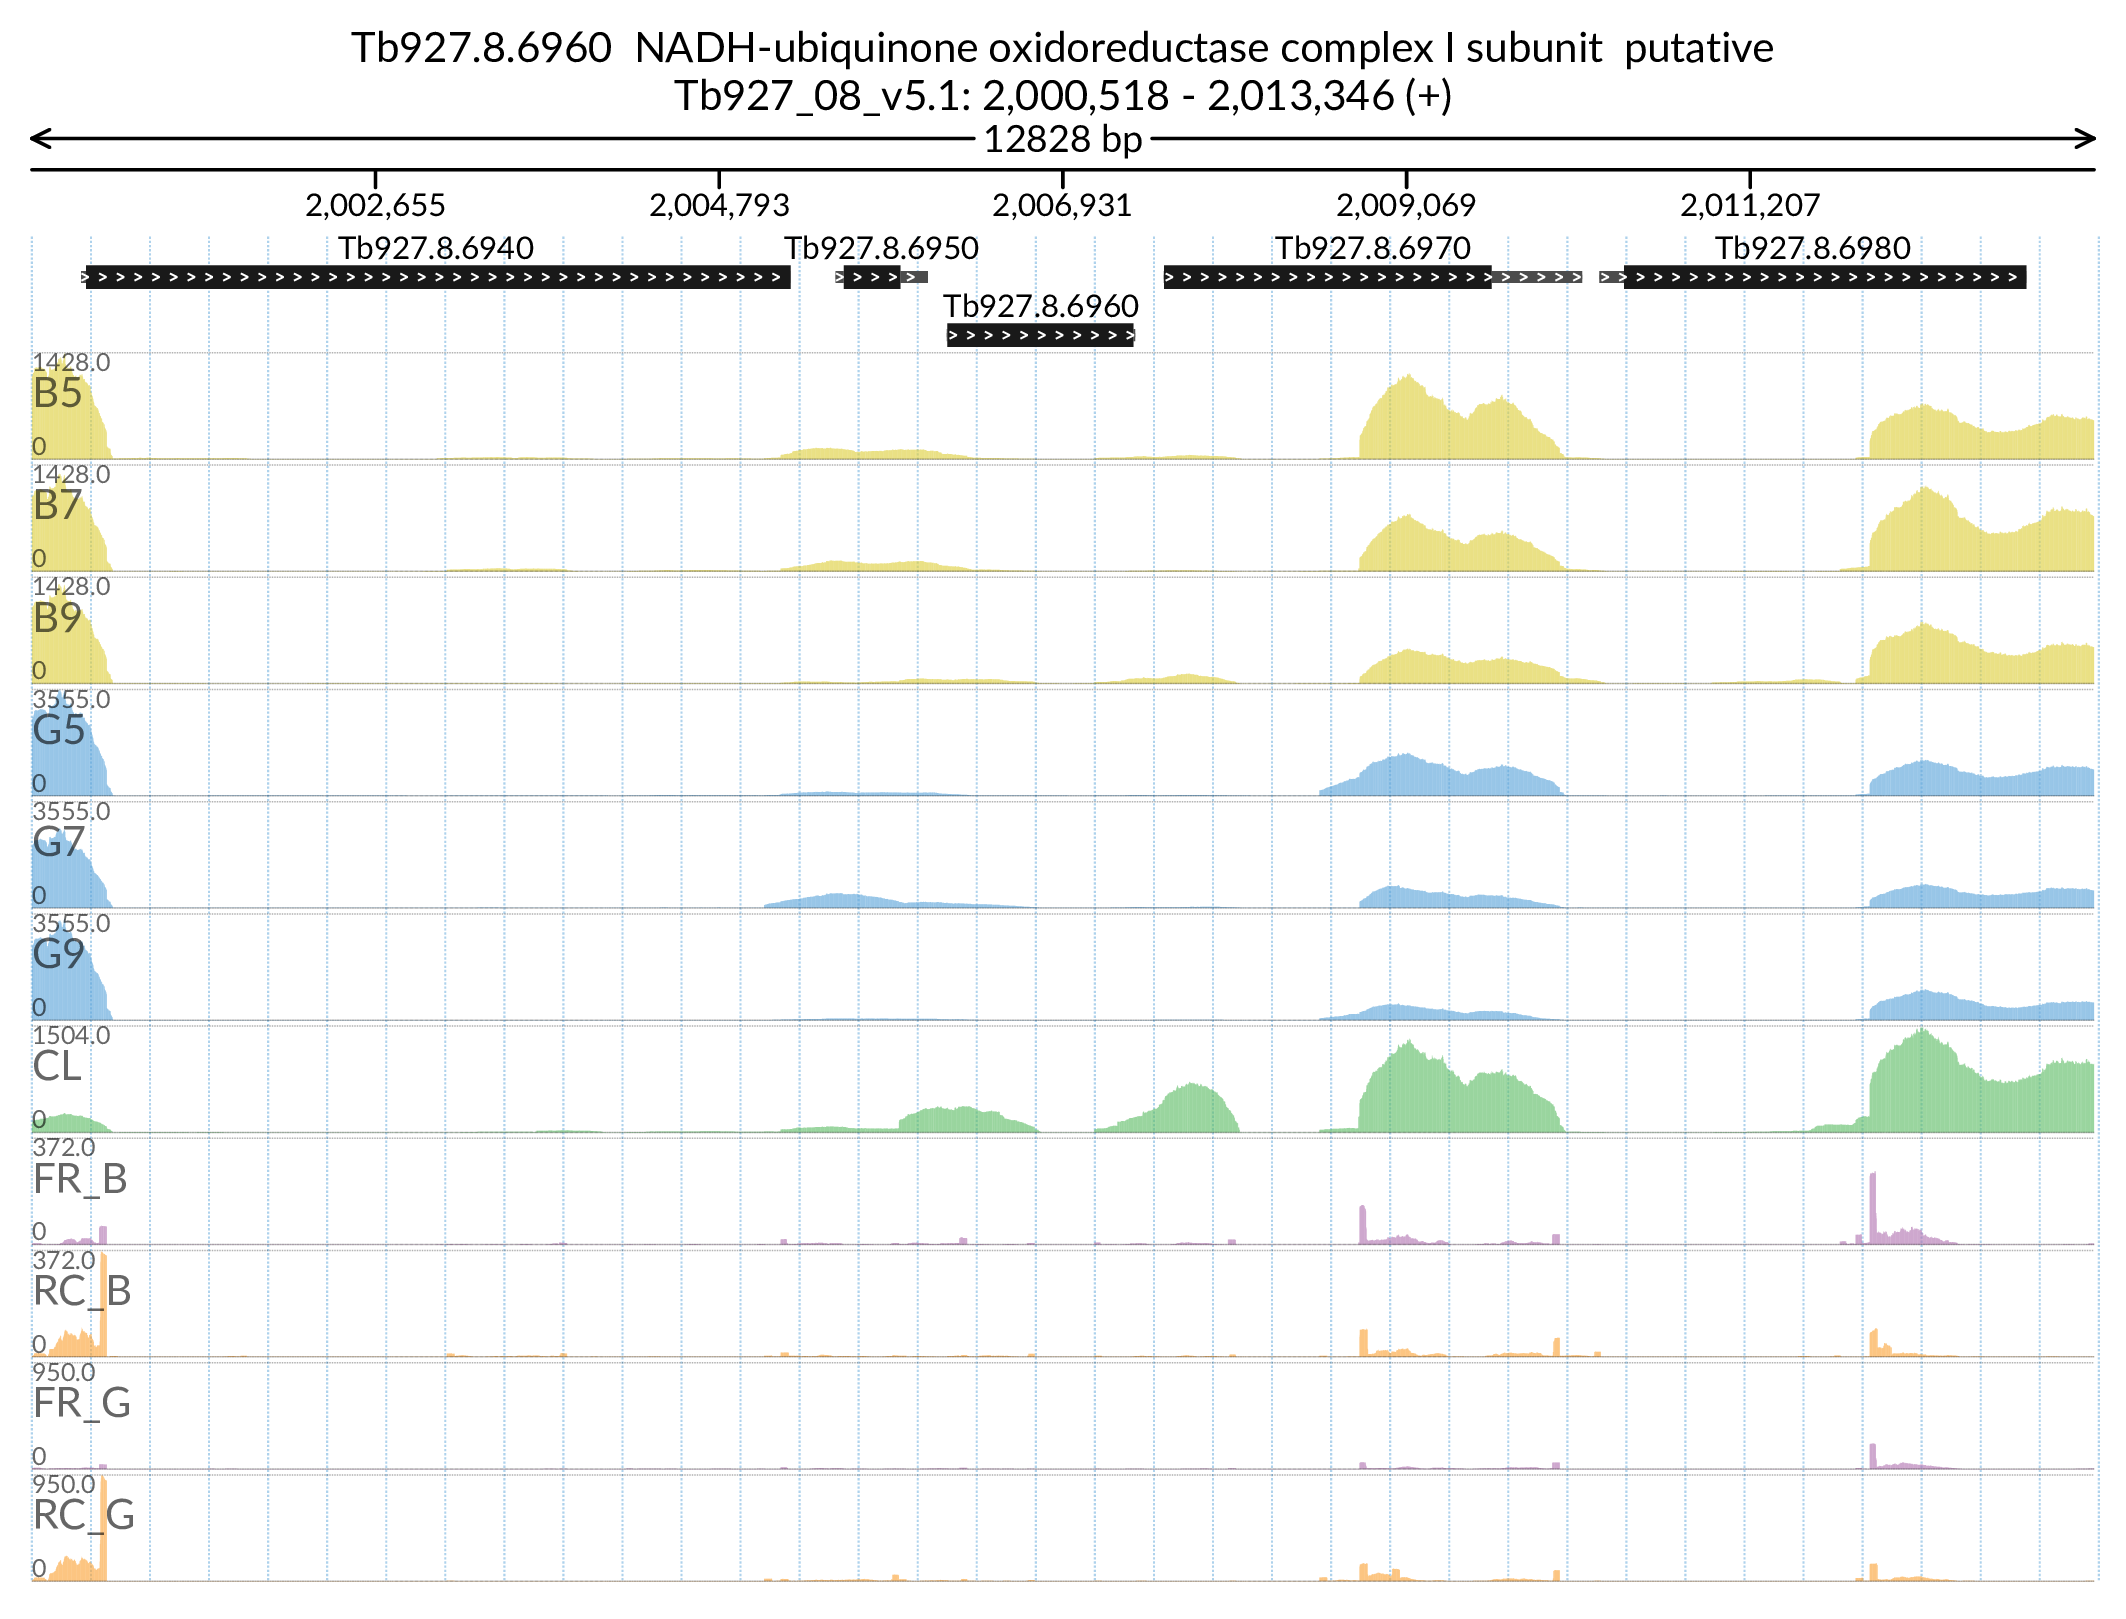 Tb927.8.6960  NADH-ubiquinone oxidoreductase complex I subunit  putative
Tb927_08_v5.1: 2,000,518 - 2,013,346 (+)
12828 bp
2,002,655 2,004,793 2,006,931 2,009,069 2,011,207
Tb927.8.6940 Tb927.8.6950 Tb927.8.6970 Tb927.8.6980
Tb927.8.6960
1428.0
B5
0
1428.0
B7
0
1428.0
B9
0
3555.0
G5
0
3555.0
G7
0
3555.0
G9
0
1504.0
CL
0
372.0
FR_B
0
372.0
RC_B
0
950.0
FR_G
0
950.0
RC_G
0